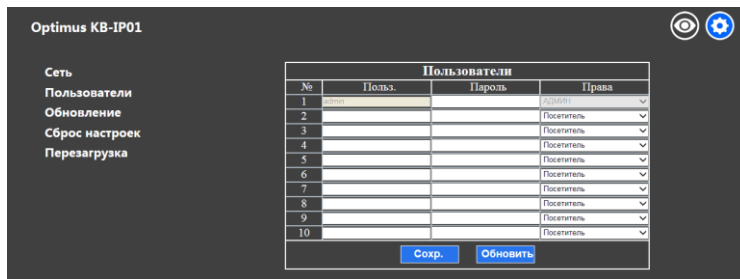 Optimus KB-IP01
Сеть
Пользователи
Обновление
Сброс настроек
Перезагрузка
Пользователи
№ Польз. Пароль Права
1 admin АДМИН
2 Посетитель
3 Посетитель
4 Посетитель
5 Посетитель
6 Посетитель
7 Посетитель
8 Посетитель
9 Посетитель
10 Посетитель
Сохр. Обновить